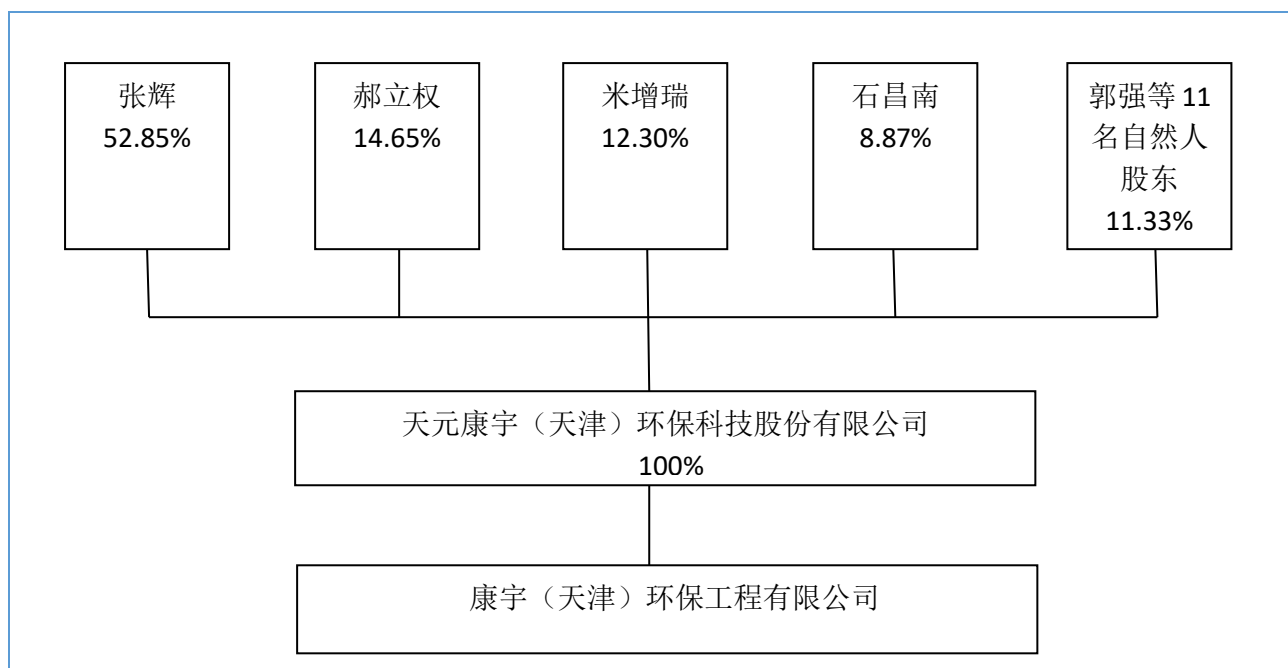 张辉
52.85%
郝立权
14.65%
米增瑞
12.30%
石昌南
8.87%
郭强等 11
名自然人
股东
11.33%
天元康宇（天津）环保科技股份有限公司
100%
康宇（天津）环保工程有限公司